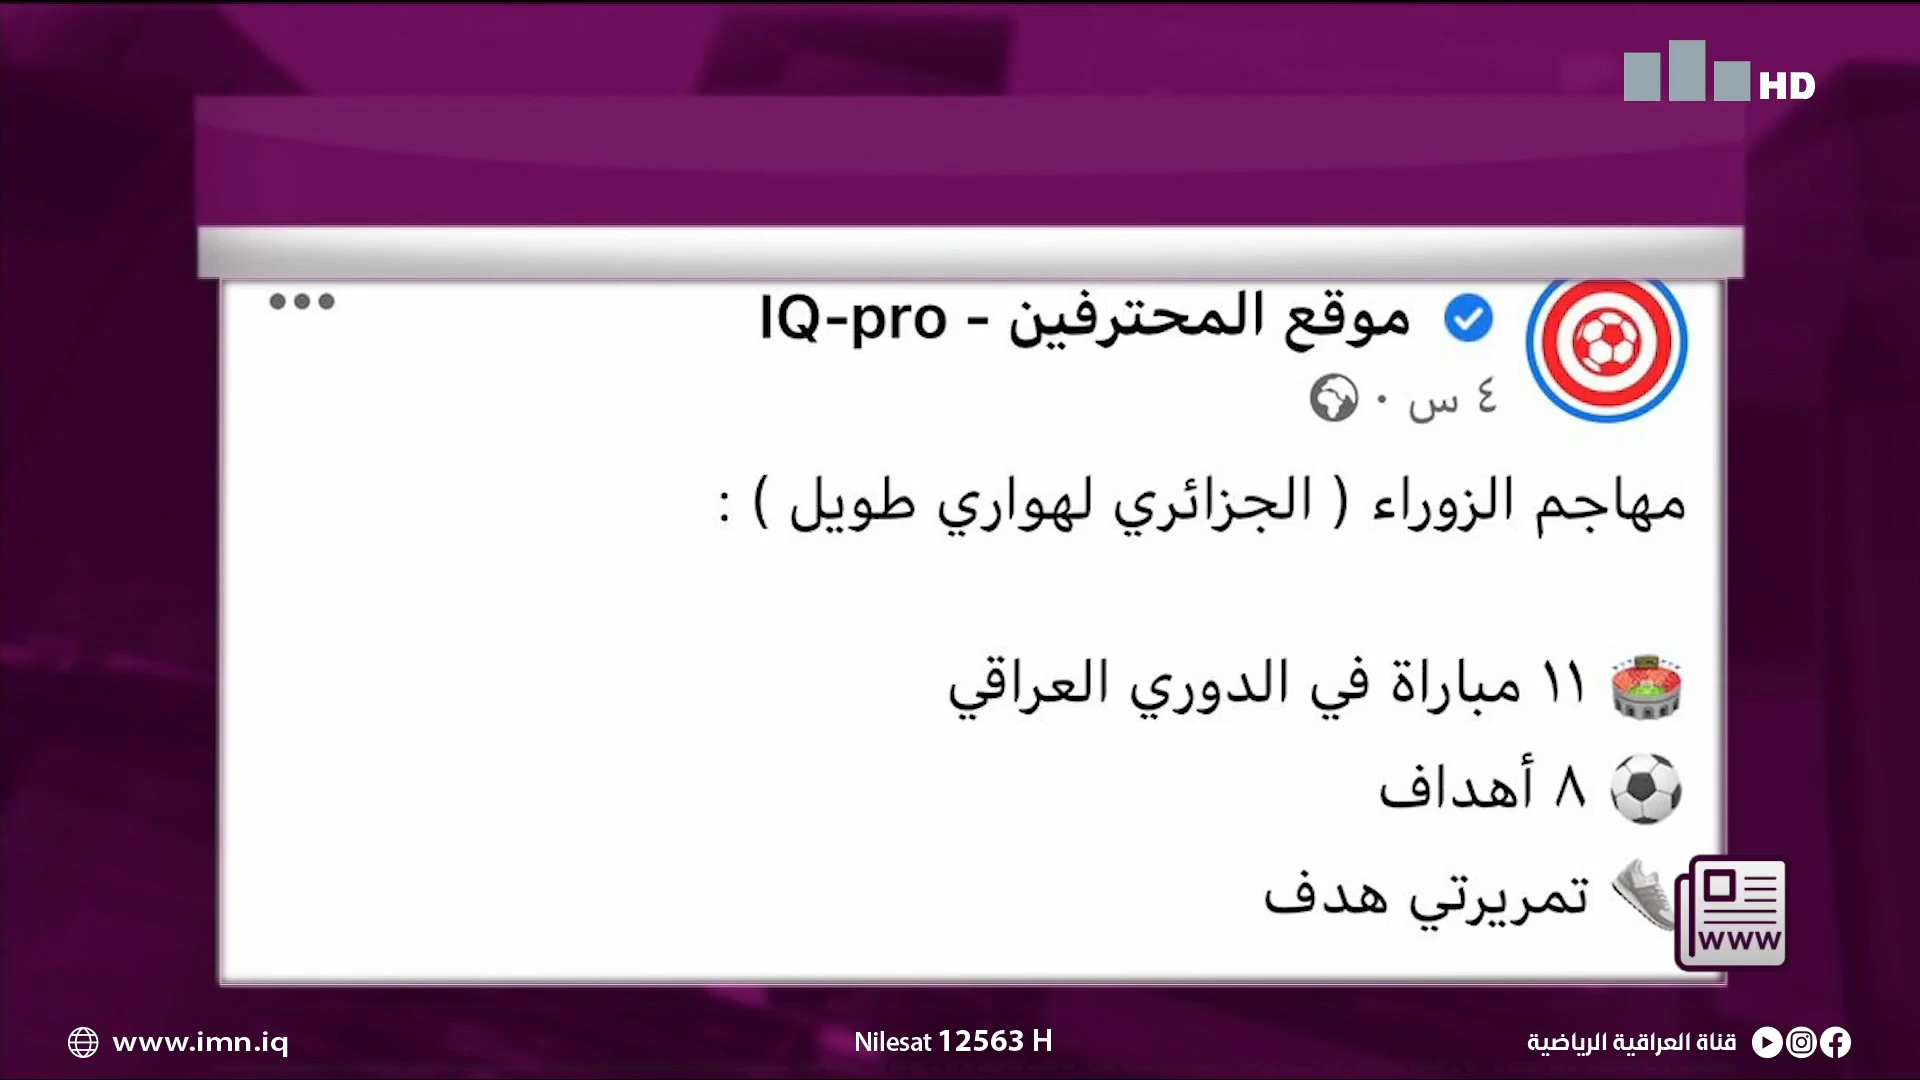 HD
موقع المحترفين - IQ-pro
٤ س ·
مهاجم الزوراء ( الجزائري لهواري طويل ) :
١١ مباراة في الدوري العراقي
٨ أهداف
تمريرتي هدف
www
www.imn.iq
Nilesat 12563 H
قناة العراقية الرياضية